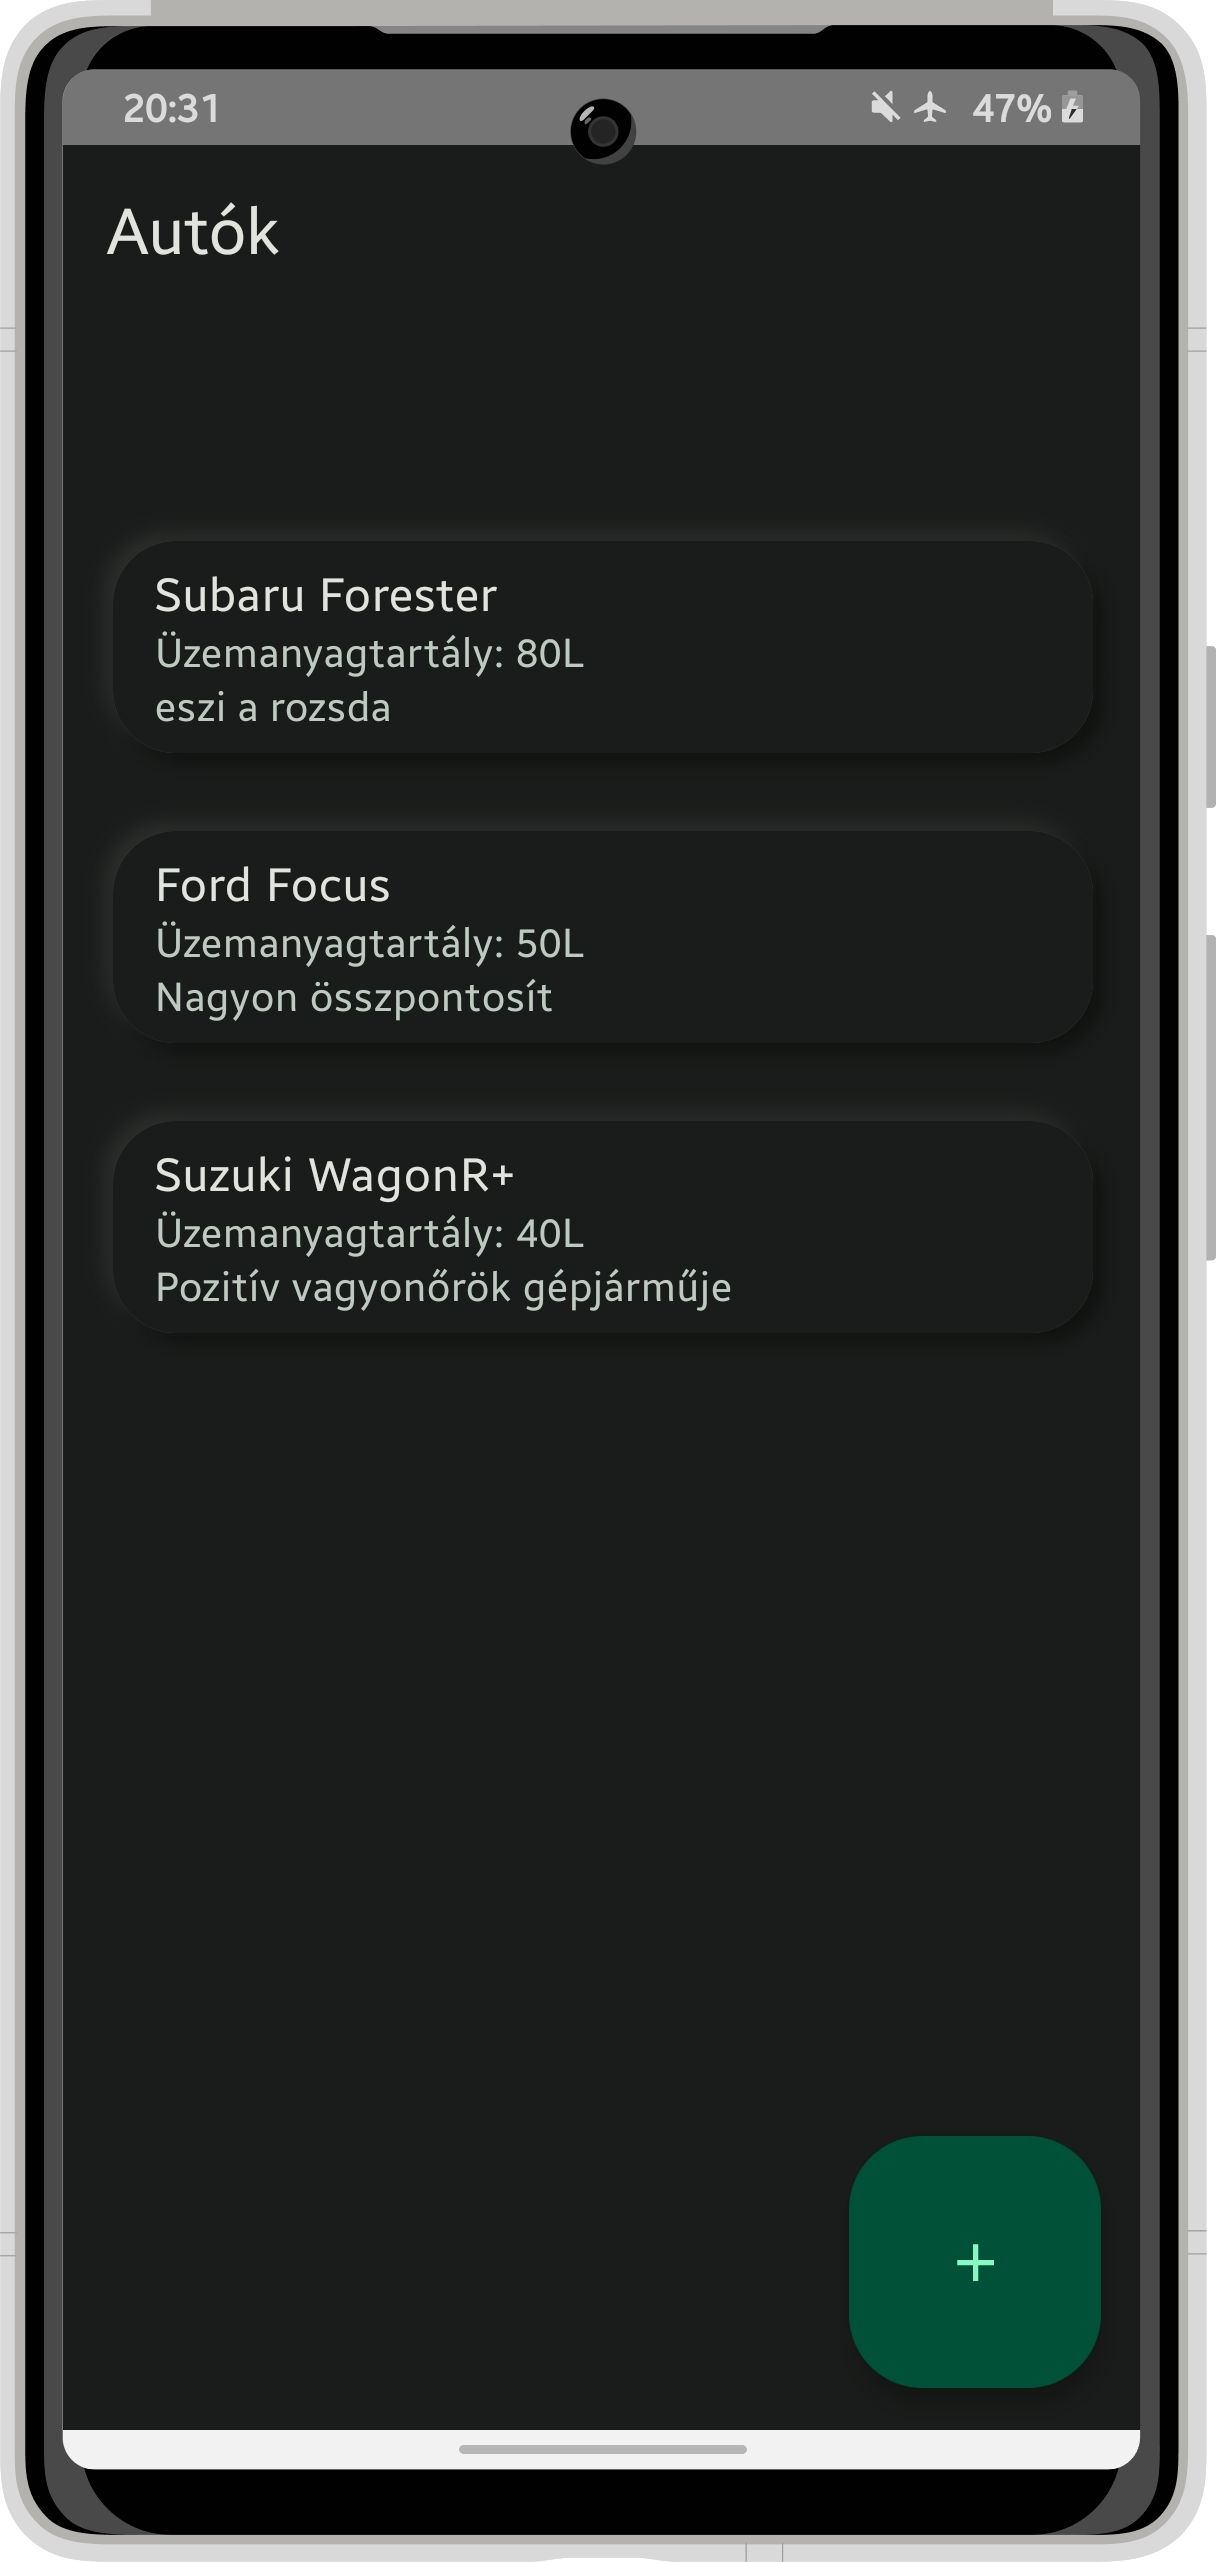 20:31 47%
Autók
Subaru Forester
Üzemanyagtartály: 80L
eszi a rozsda
Ford Focus
Üzemanyagtartály: 50L
Nagyon összpontosít
Suzuki WagonR+
Üzemanyagtartály: 40L
Pozitív vagyonőrök gépjárműje
+